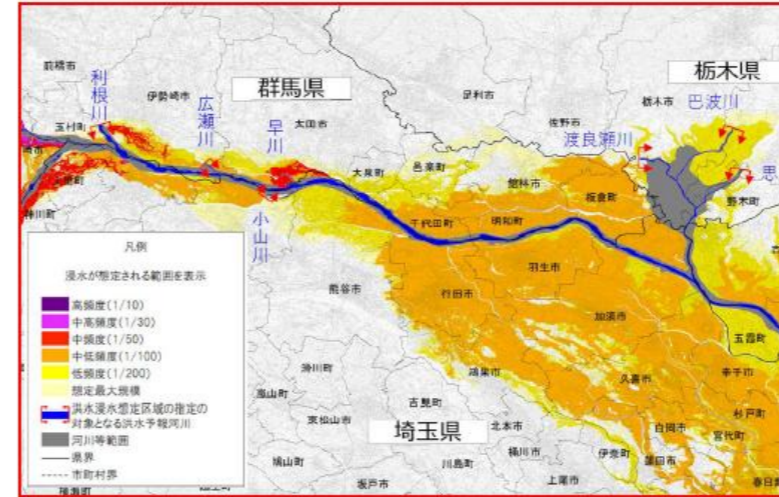 群馬県
栃木県
埼玉県
前橋市
利根川
伊勢崎市
広瀬川
早川
太田市
足利市
佐野市
栃木市
巴波川
渡良瀬川
思
野木町
玉村町
神川町
小山川
大泉町
邑楽町
館林市
板倉町
千代田町
明和町
羽生市
行田市
加須市
熊谷市
鴻巣市
久喜市
幸手市
玉霞町
杉戸町
宮代町
白岡市
蓮田市
伊奈町
桶川市
上尾市
北本市
吉見町
川島町
坂戸市
鳩山町
東松山市
嵐山町
滑川町
春日
凡例
浸水が想定される範囲を表示
高頻度(1/10)
中高頻度(1/30)
中頻度(1/50)
中低頻度(1/100)
低頻度(1/200)
想定最大規模
洪水浸水想定区域の指定の
対象となる洪水予報河川
河川等範囲
県界
市町村界